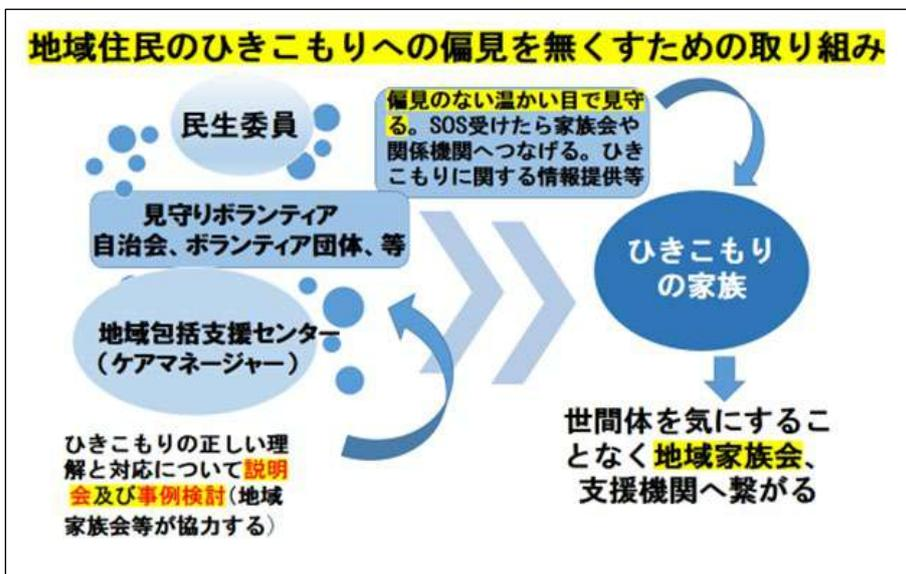 地域住民のひきこもりへの偏見を無くすための取り組み
民生委員
偏見のない温かい目で見守
る。SOS受けたら家族会や
関係機関へつなげる。ひき
こもりに関する情報提供等
見守りボランティア
自治会、ボランティア団体、等
ひきこもり
の家族
地域包括支援センター
(ケアマネージャー)
ひきこもりの正しい理
解と対応について説明
会及び事例検討(地域
家族会等が協力する)
世間体を気にするこ
となく地域家族会、
支援機関へ繋がる